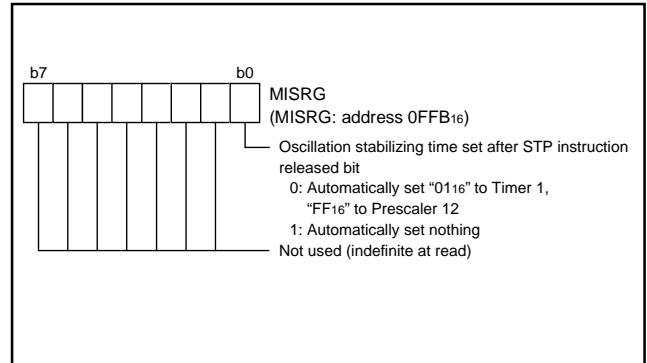 b7 b0
MISRG
(MISRG: address 0FFB16)
Oscillation stabilizing time set after STP instruction
released bit
0: Automatically set “0116” to Timer 1,
“FF16” to Prescaler 12
1: Automatically set nothing
Not used (indefinite at read)